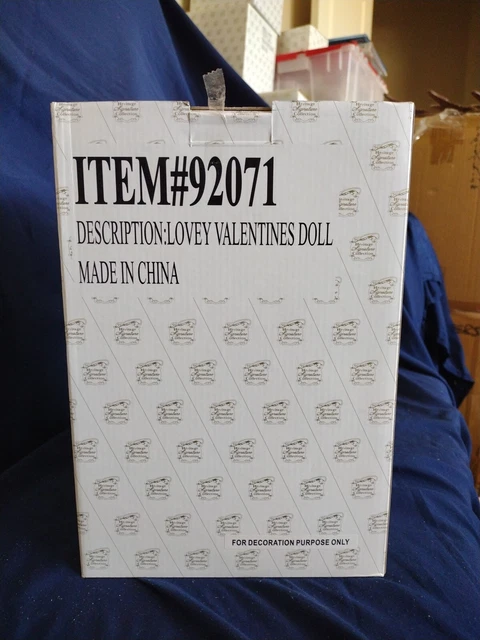 ITEM#92071
DESCRIPTION:LOVEY VALENTINES DOLL
MADE IN CHINA
FOR DECORATION PURPOSE ONLY